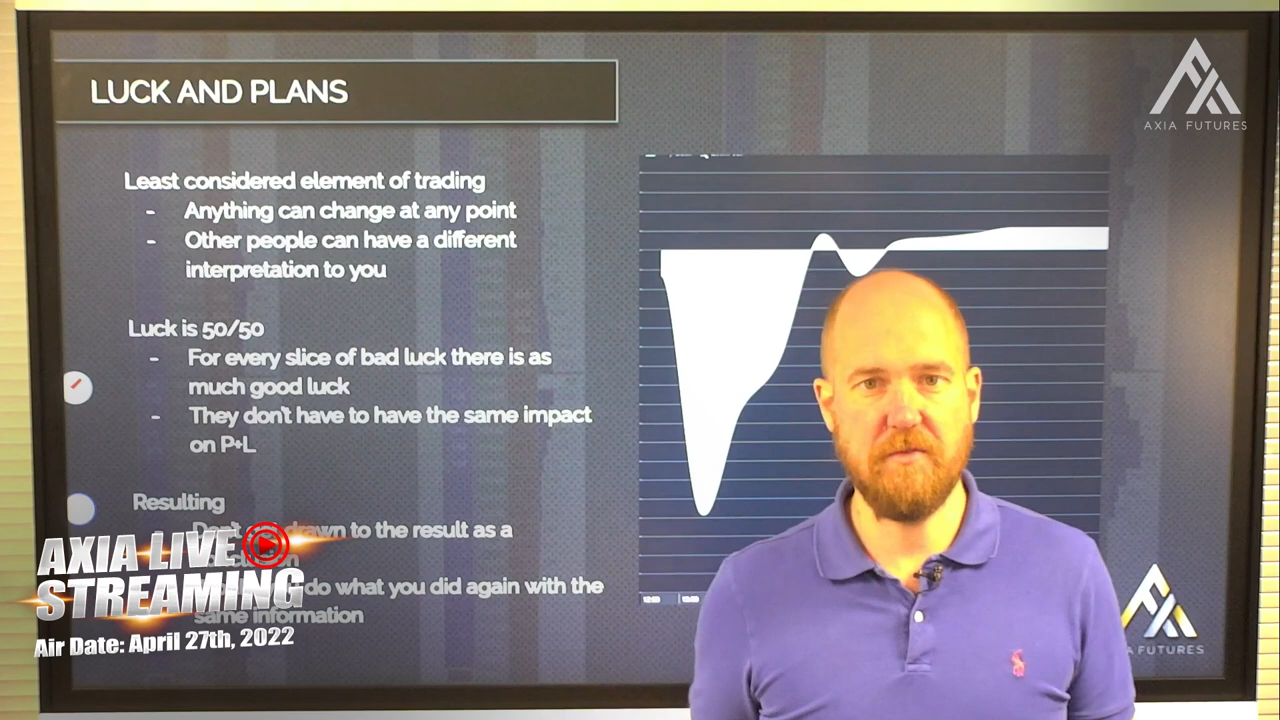 LUCK AND PLANS
AXIA FUTURES
Least considered element of trading
- Anything can change at any point
- Other people can have a different
interpretation to you
Luck is 50/50
- For every slice of bad luck there is as
much good luck
- They don't have to have the same impact
on P+L
Resulting
Don't drawn to the result as a
do what you did again with the
same information
AXIA LIVE
STREAMING
Air Date: April 27th, 2022
A FUTURES